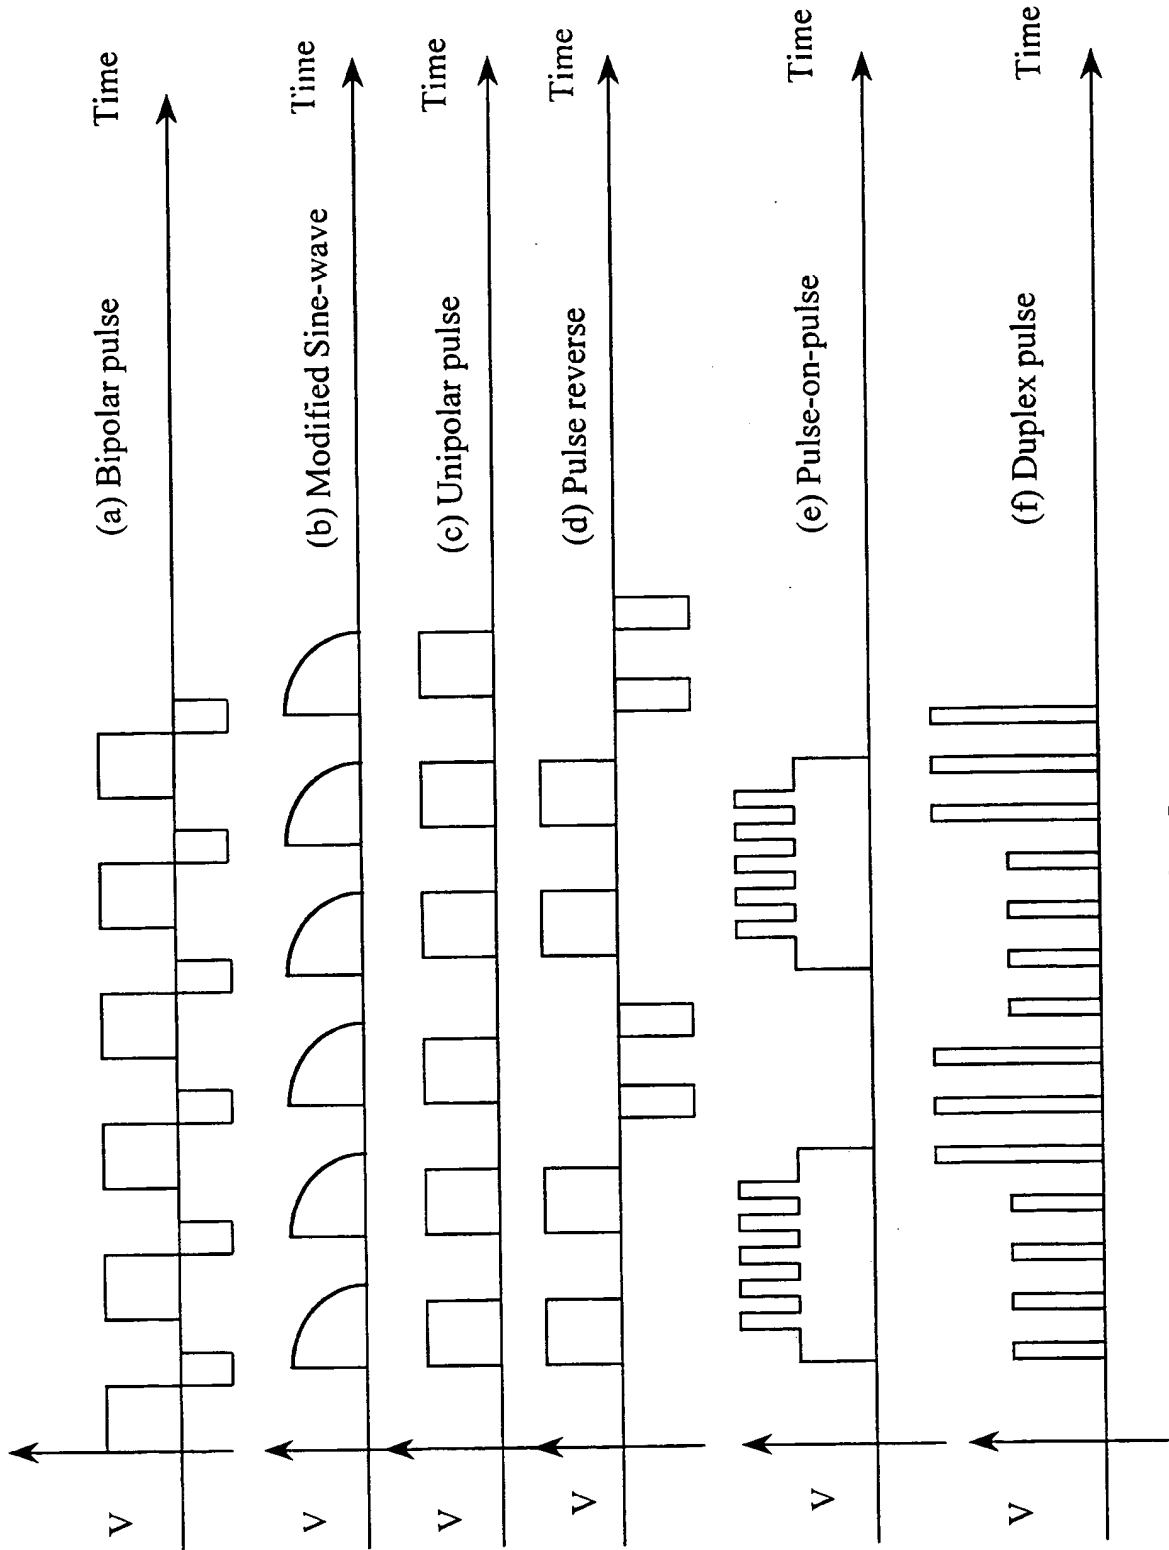 V
(a) Bipolar pulse
Time
V
(b) Modified Sine-wave
Time
V
(c) Unipolar pulse
Time
V
(d) Pulse reverse
Time
V
(e) Pulse-on-pulse
Time
V
(f) Duplex pulse
Time